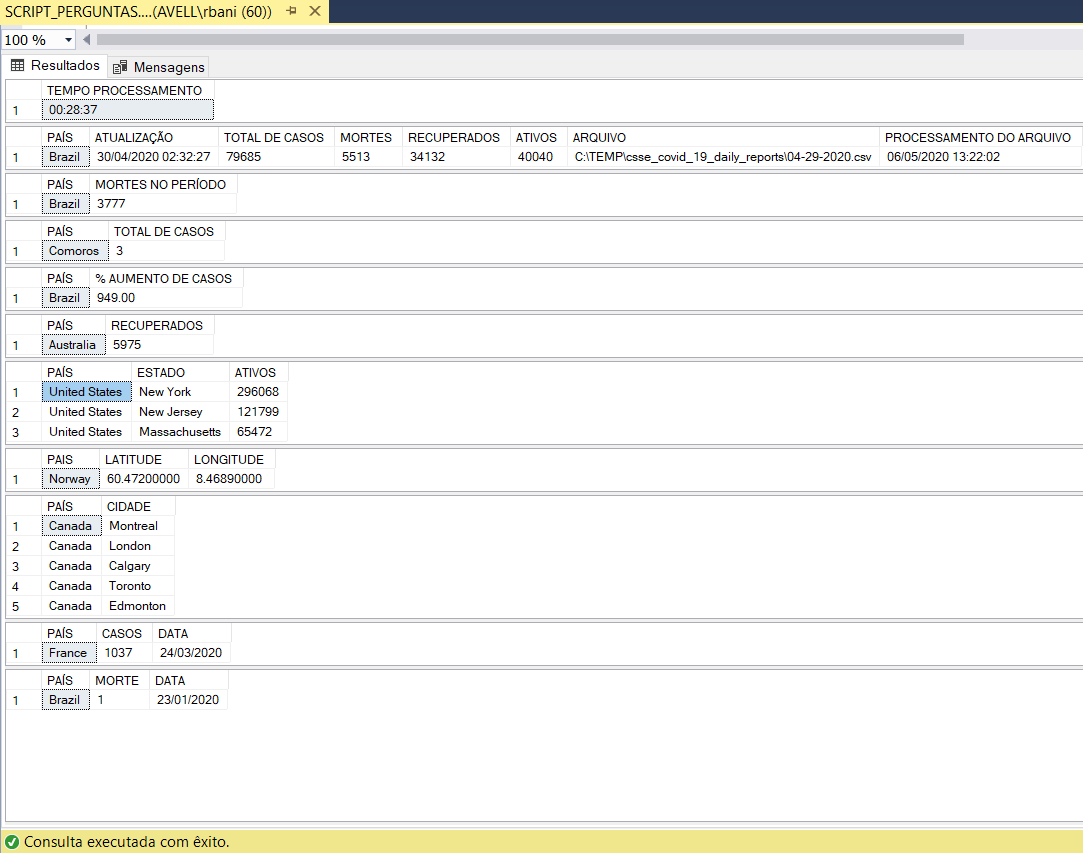 SCRIPT_PERGUNTAS....(AVELL\rbani (60))
100 %
Resultados Mensagens
TEMPO PROCESSAMENTO
1 00:28:37
PAÍS ATUALIZAÇÃO TOTAL DE CASOS MORTES RECUPERADOS ATIVOS ARQUIVO PROCESSAMENTO DO ARQUIVO
1 Brazil 30/04/2020 02:32:27 79685 5513 34132 40040 C:\TEMP\csse_covid_19_daily_reports\04-29-2020.csv 06/05/2020 13:22:02
PAÍS MORTES NO PERÍODO
1 Brazil 3777
PAÍS TOTAL DE CASOS
1 Comoros 3
PAÍS % AUMENTO DE CASOS
1 Brazil 949.00
PAÍS RECUPERADOS
1 Australia 5975
PAÍS ESTADO ATIVOS
1 United States New York 296068
2 United States New Jersey 121799
3 United States Massachusetts 65472
PAIS LATITUDE LONGITUDE
1 Norway 60.47200000 8.46890000
PAÍS CIDADE
1 Canada Montreal
2 Canada London
3 Canada Calgary
4 Canada Toronto
5 Canada Edmonton
PAÍS CASOS DATA
1 France 1037 24/03/2020
PAÍS MORTE DATA
1 Brazil 1 23/01/2020
Consulta executada com êxito.